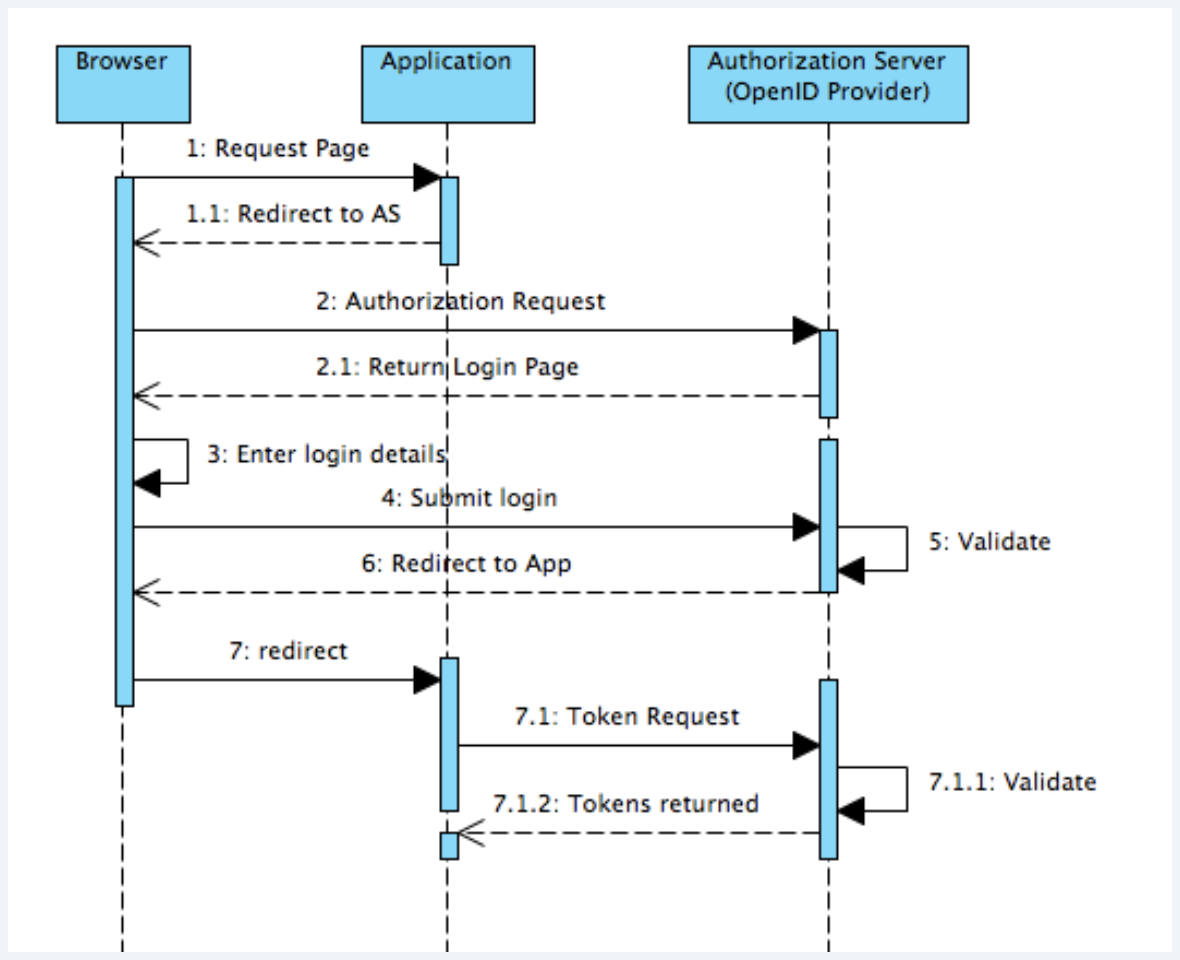 Browser
Application
Authorization Server
(OpenID Provider)
1: Request Page
1.1: Redirect to AS
2: Authorization Request
2.1: Return Login Page
3: Enter login details
4: Submit login
5: Validate
6: Redirect to App
7: redirect
7.1: Token Request
7.1.1: Validate
7.1.2: Tokens returned